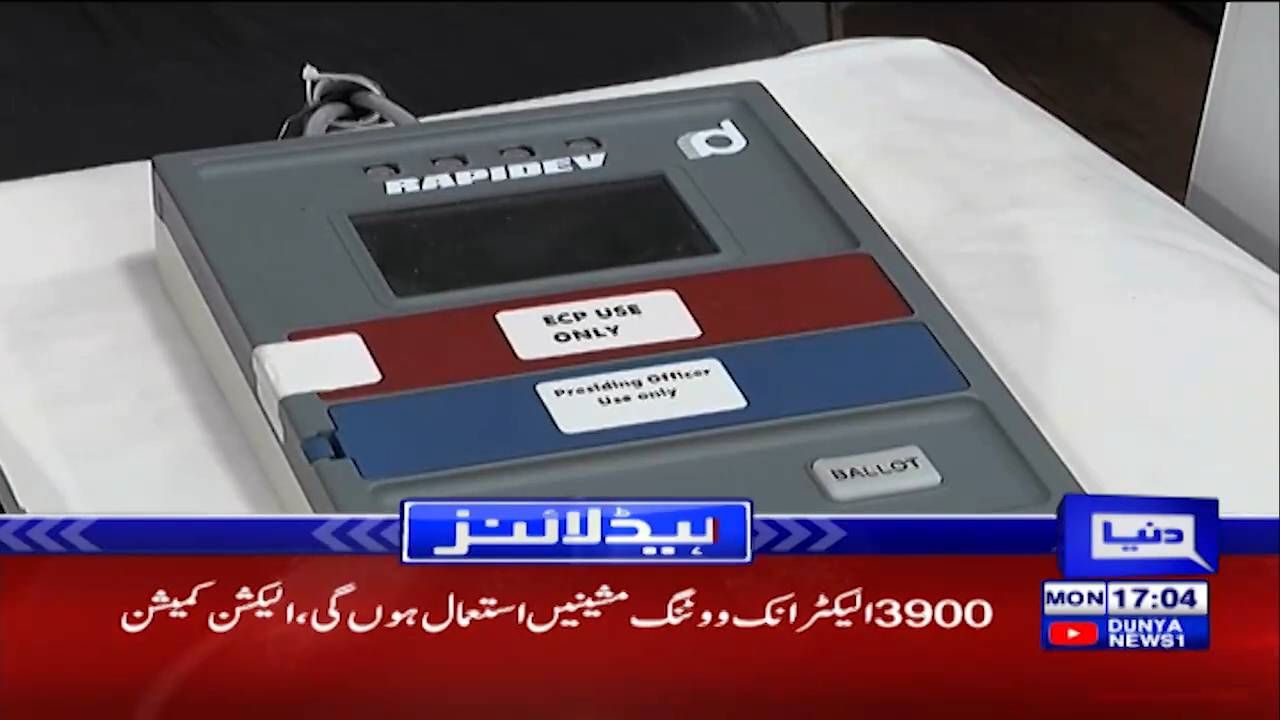 RAPIDEV
ECP USE
ONLY
Presiding Officer
Use only
BALLOT
ہیڈلائنز
دنیا
3900 الیکٹرانک ووٹنگ مشینیں استعمال ہوں گی، الیکشن کمیشن
MON 17:04
DUNYA
NEWS1